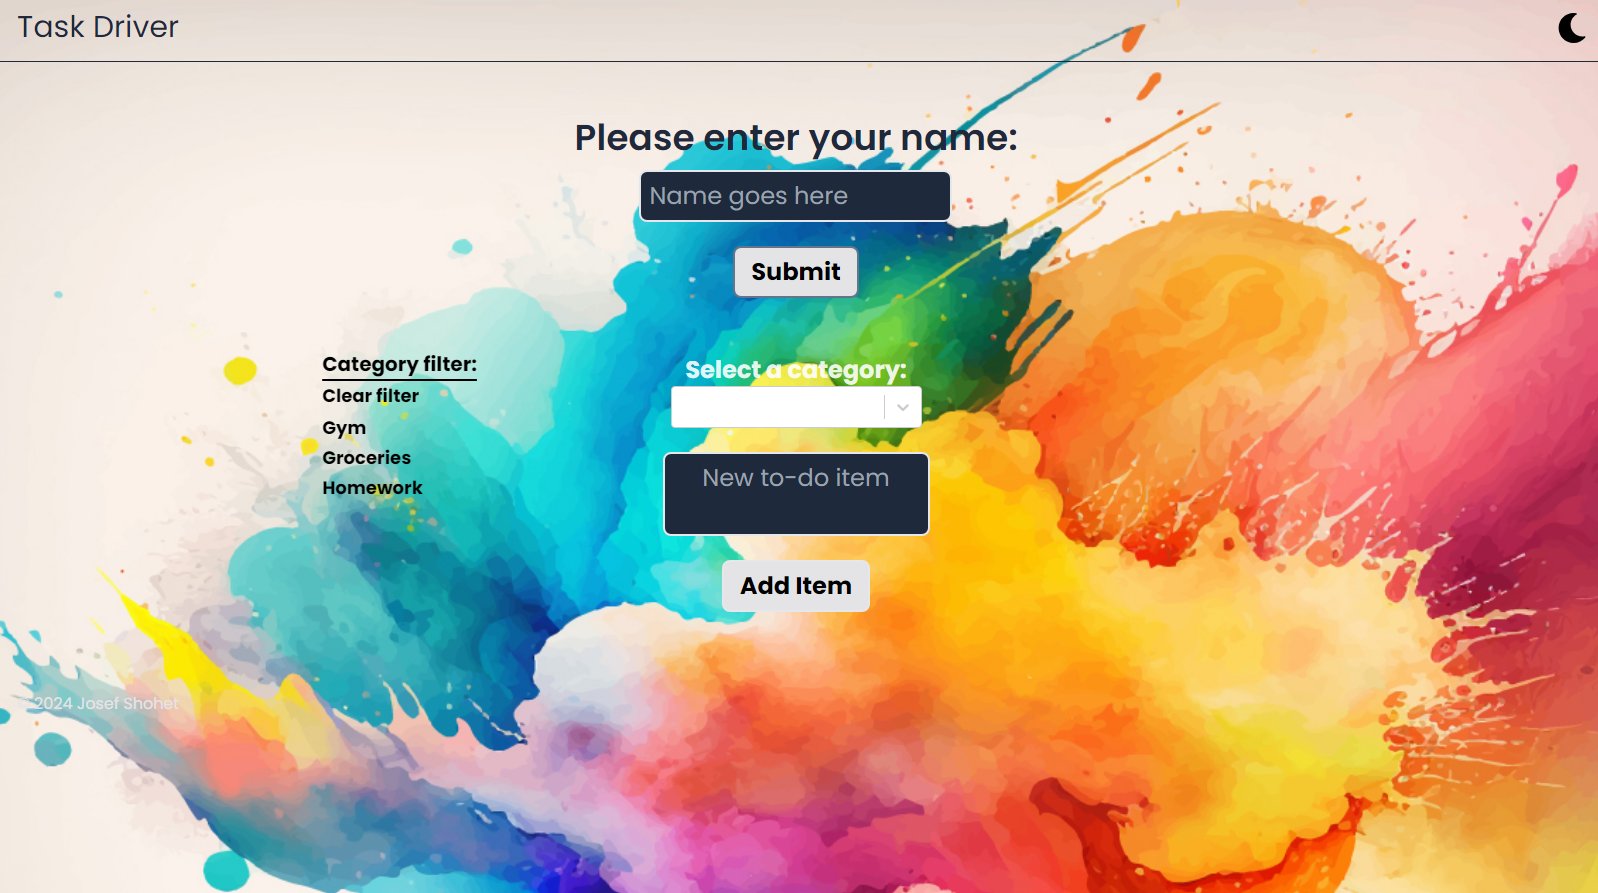 Task Driver
Please enter your name:
Name goes here
Submit
Category filter:
Clear filter
Gym
Groceries
Homework
Select a category:
New to-do item
Add Item
© 2024 Josef Shohet